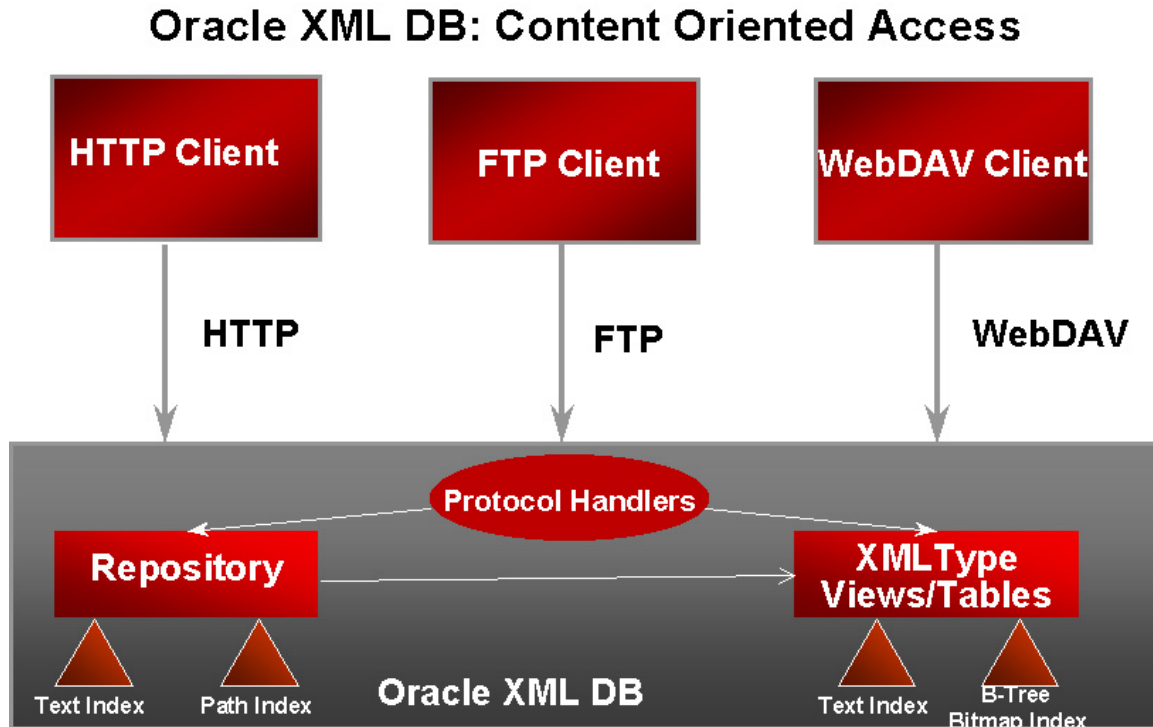 Oracle XML DB: Content Oriented Access
HTTP Client
FTP Client
WebDAV Client
HTTP
FTP
WebDAV
Protocol Handlers
Repository
XMLType
Views/Tables
Text Index
Path Index
Oracle XML DB
Text Index
B-Tree
Bitmap Index